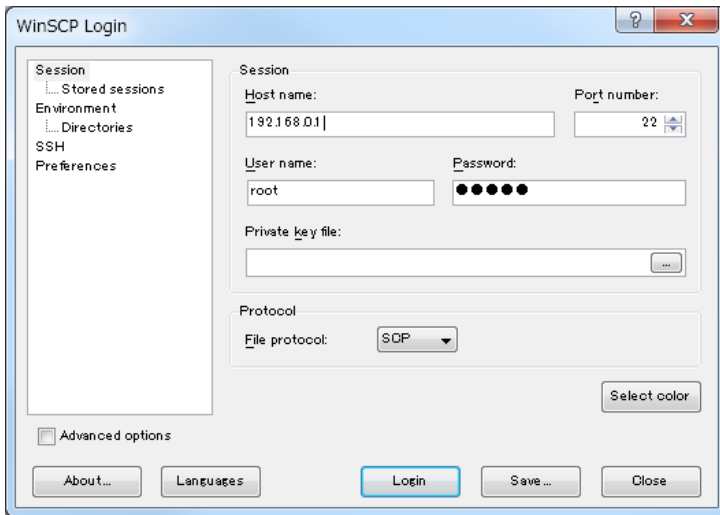 WinSCP Login
Session
Stored sessions
Environment
Directories
SSH
Preferences
Session
Host name: Port number:
192.168.0.1 22
User name: Password:
root ●●●●●
Private key file:
...
Protocol
File protocol: SCP
Select color
Advanced options
About... Languages Login Save... Close